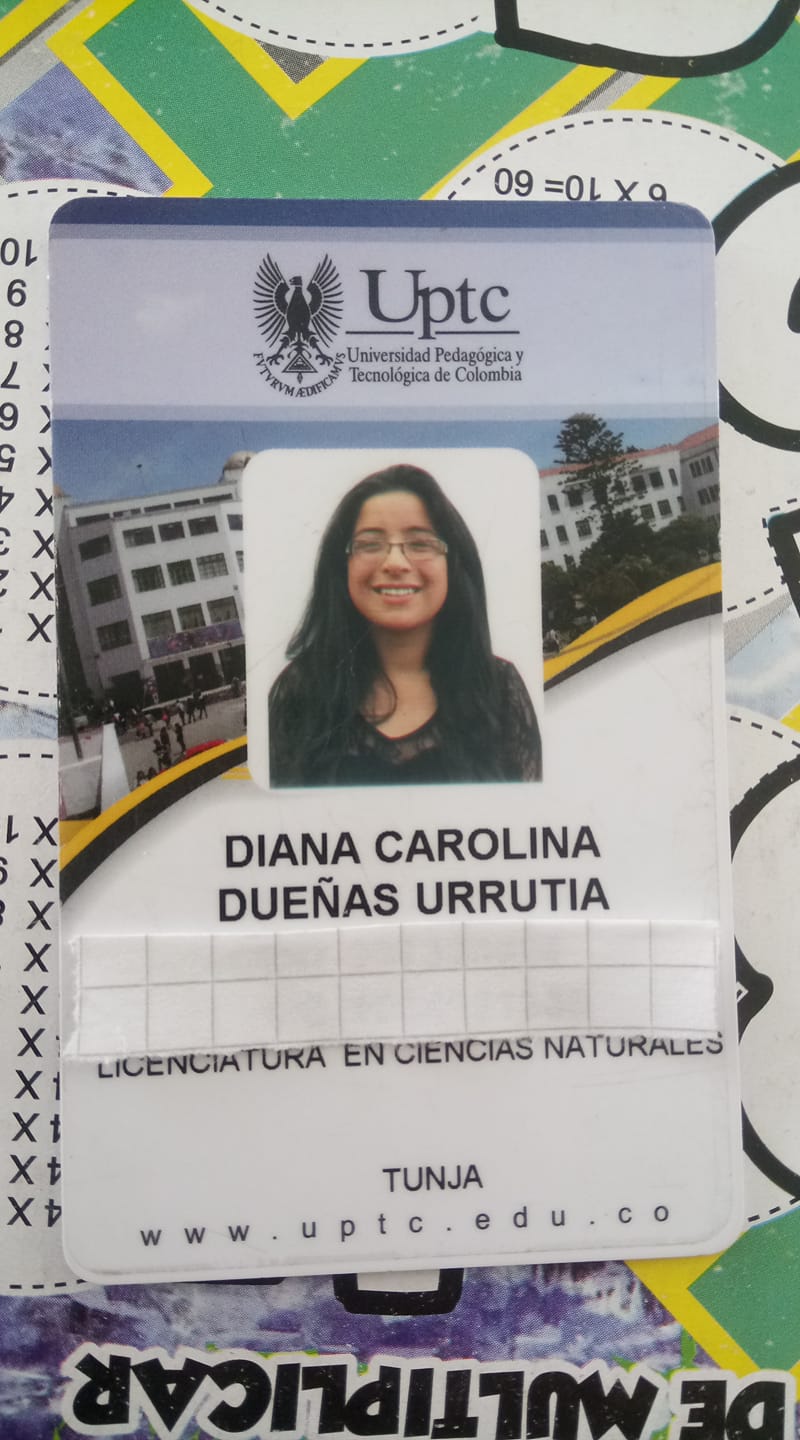 6 X 10= 60
Uptc
Universidad Pedagógica y
Tecnológica de Colombia
FVTVRVM ÆDIFICAMVS
DIANA CAROLINA
DUEÑAS URRUTIA
LICENCIATURA EN CIENCIAS NATURALES
TUNJA
www.uptc.edu.co
DE MULTIPLICAR